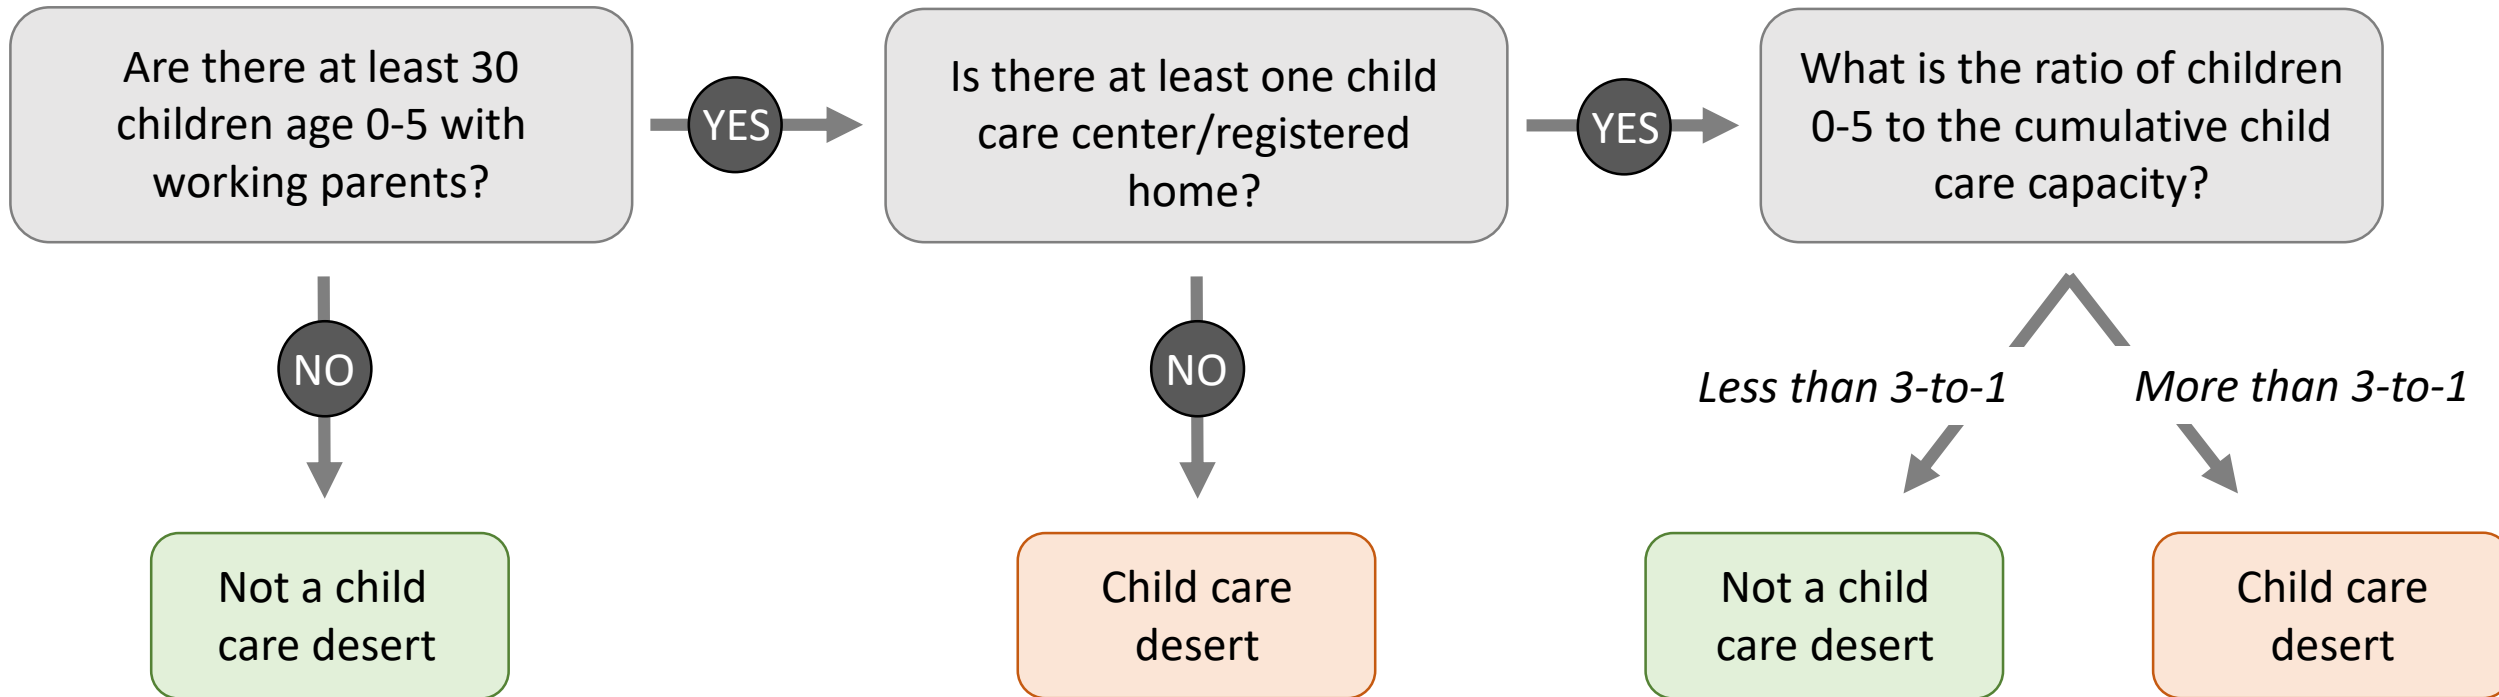 Are there at least 30
children age 0-5 with
working parents?
YES
Is there at least one child
care center/registered
home?
YES
What is the ratio of children
0-5 to the cumulative child
care capacity?
NO
NO
Less than 3-to-1
More than 3-to-1
Not a child
care desert
Child care
desert
Not a child
care desert
Child care
desert